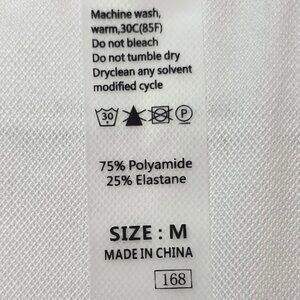 Machine wash,
warm,30C(85F)
Do not bleach
Do not tumble dry
Dryclean any solvent
modified cycle
30 P
75% Polyamide
25% Elastane
SIZE : M
MADE IN CHINA
168